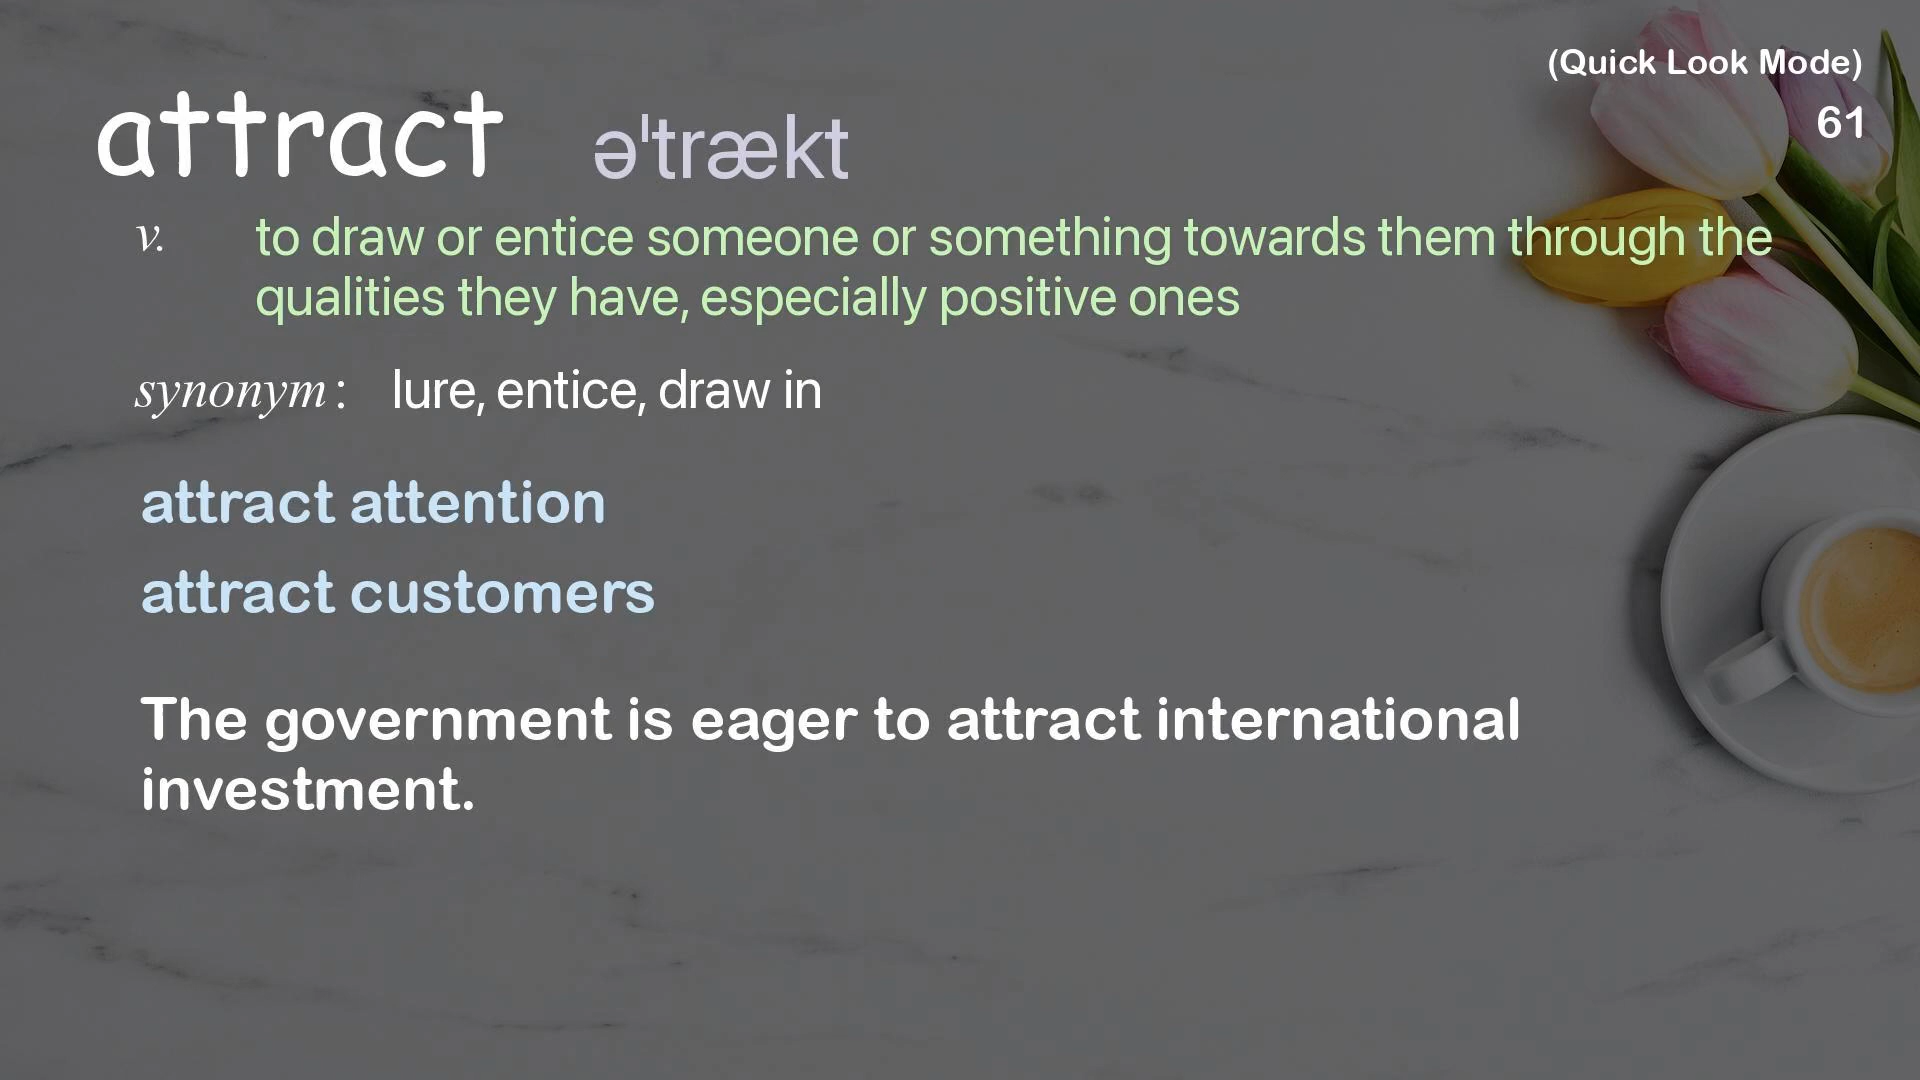 (Quick Look Mode)
61
attract əˈtrækt
v. to draw or entice someone or something towards them through the
qualities they have, especially positive ones
synonym: lure, entice, draw in
attract attention
attract customers
The government is eager to attract international
investment.